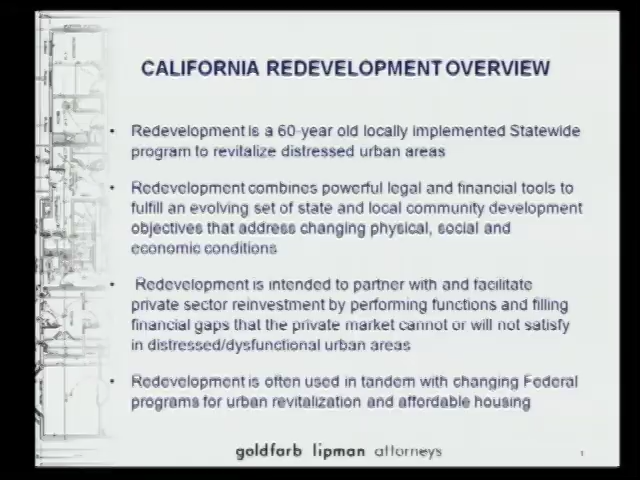 CALIFORNIA REDEVELOPMENT OVERVIEW
• Redevelopment is a 60-year old locally implemented Statewide
program to revitalize distressed urban areas
• Redevelopment combines powerful legal and financial tools to
fulfill an evolving set of state and local community development
objectives that address changing physical, social and
economic conditions
• Redevelopment is intended to partner with and facilitate
private sector reinvestment by performing functions and filling
financial gaps that the private market cannot or will not satisfy
in distressed/dysfunctional urban areas
• Redevelopment is often used in tandem with changing Federal
programs for urban revitalization and affordable housing
goldfarb lipman attorneys